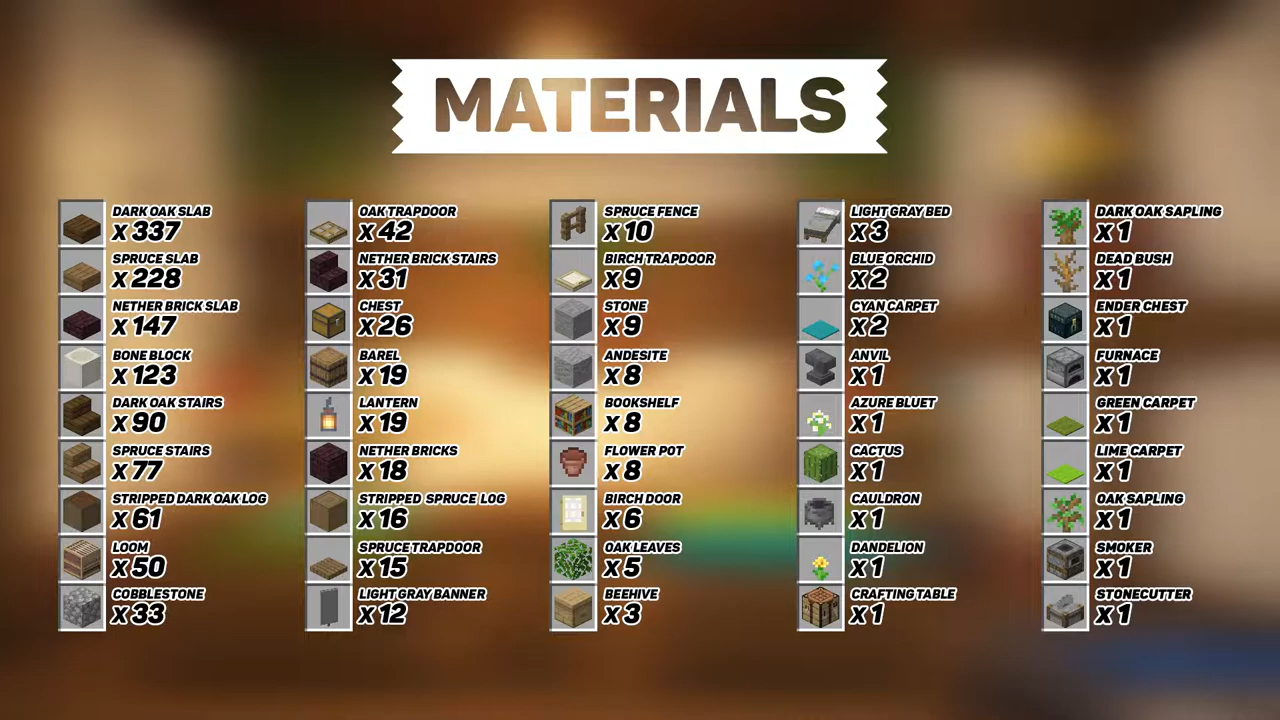 MATERIALS
DARK OAK SLAB
X 337
SPRUCE SLAB
X 228
NETHER BRICK SLAB
X 147
BONE BLOCK
X 123
DARK OAK STAIRS
X 90
SPRUCE STAIRS
X 77
STRIPPED DARK OAK LOG
X 61
LOOM
X 50
COBBLESTONE
X 33
OAK TRAPDOOR
X 42
NETHER BRICK STAIRS
X 31
CHEST
X 26
BAREL
X 19
LANTERN
X 19
NETHER BRICKS
X 18
STRIPPED SPRUCE LOG
X 16
SPRUCE TRAPDOOR
X 15
LIGHT GRAY BANNER
X 12
SPRUCE FENCE
X 10
BIRCH TRAPDOOR
X 9
STONE
X 9
ANDESITE
X 8
BOOKSHELF
X 8
FLOWER POT
X 8
BIRCH DOOR
X 6
OAK LEAVES
X 5
BEEHIVE
X 3
LIGHT GRAY BED
X 3
BLUE ORCHID
X 2
CYAN CARPET
X 2
ANVIL
X 1
AZURE BLUET
X 1
CACTUS
X 1
CAULDRON
X 1
DANDELION
X 1
CRAFTING TABLE
X 1
DARK OAK SAPLING
X 1
DEAD BUSH
X 1
ENDER CHEST
X 1
FURNACE
X 1
GREEN CARPET
X 1
LIME CARPET
X 1
OAK SAPLING
X 1
SMOKER
X 1
STONECUTTER
X 1